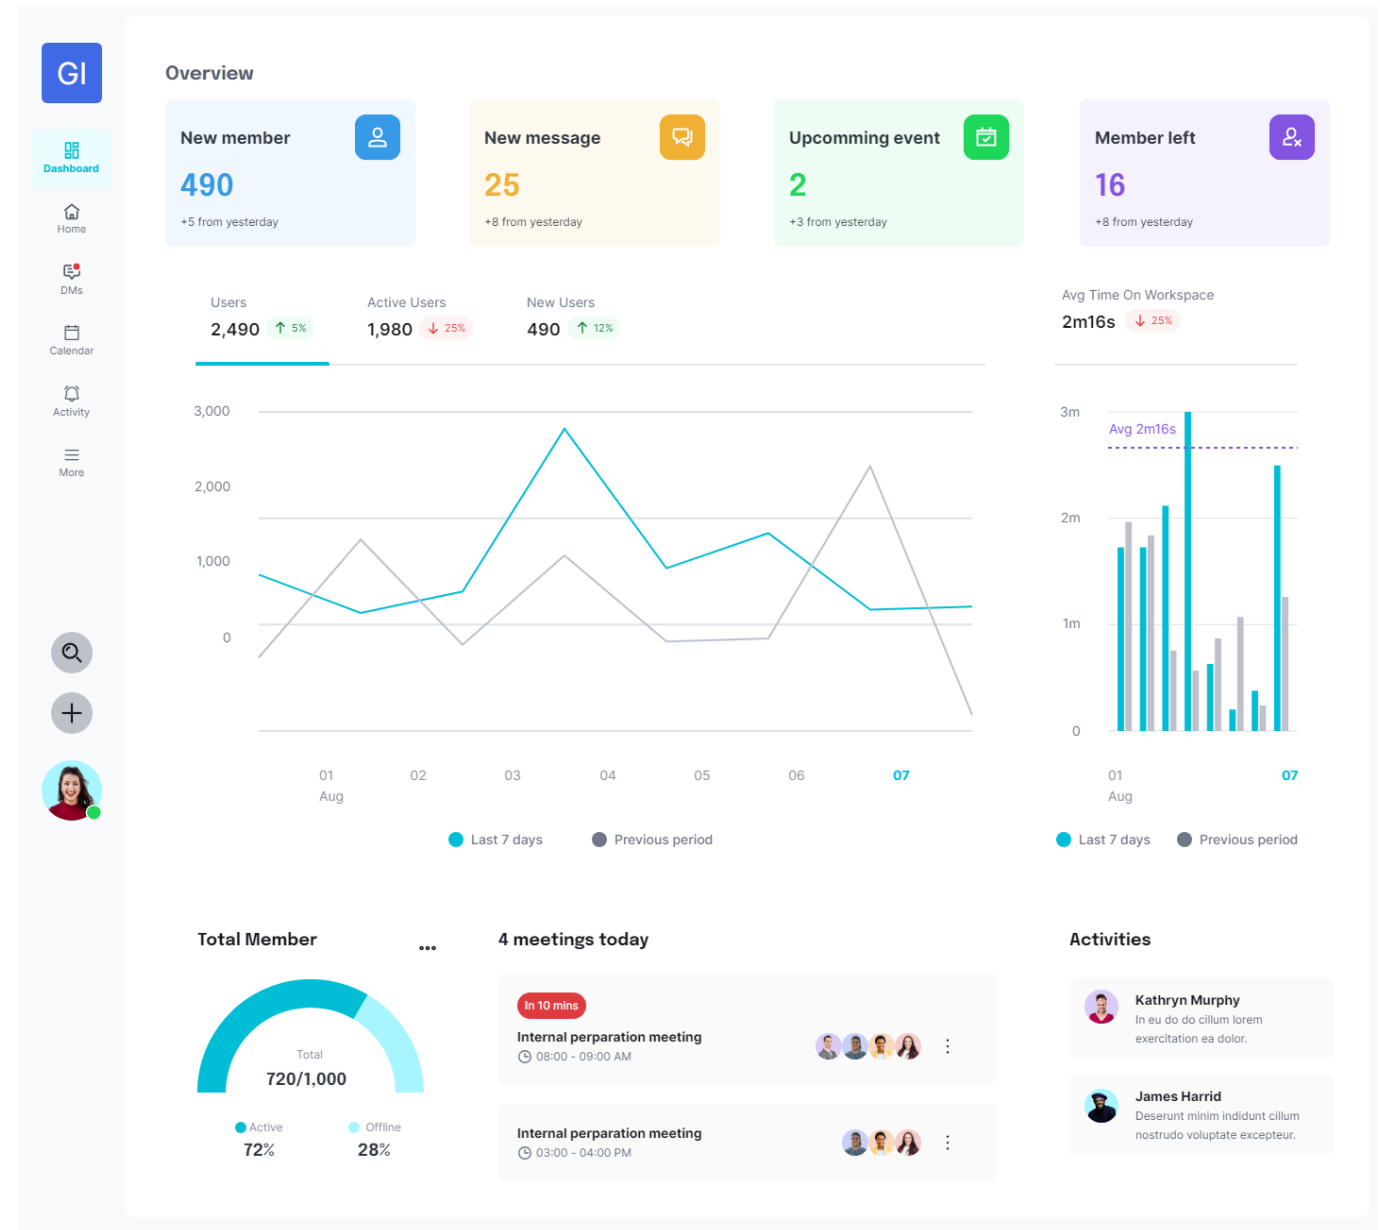 GI
Dashboard
Home
DMs
Calendar
Activity
More
Overview
New member
490
+5 from yesterday
New message
25
+8 from yesterday
Upcomming event
2
+3 from yesterday
Member left
16
+8 from yesterday
Users
2,490
5%
Active Users
1,980
25%
New Users
490
12%
3,000
2,000
1,000
0
01
Aug
02
03
04
05
06
07
Last 7 days
Previous period
Avg Time On Workspace
2m16s
25%
3m
Avg 2m16s
2m
1m
0
01
Aug
07
Last 7 days
Previous period
Total Member
Total
720/1,000
Active
72%
Offline
28%
4 meetings today
In 10 mins
Internal perparation meeting
08:00 - 09:00 AM
Internal perparation meeting
03:00 - 04:00 PM
Activities
Kathryn Murphy
In eu do do cillum lorem
exercitation ea dolor.
James Harrid
Deserunt minim indidunt cillum
nostrudo voluptate excepteur.